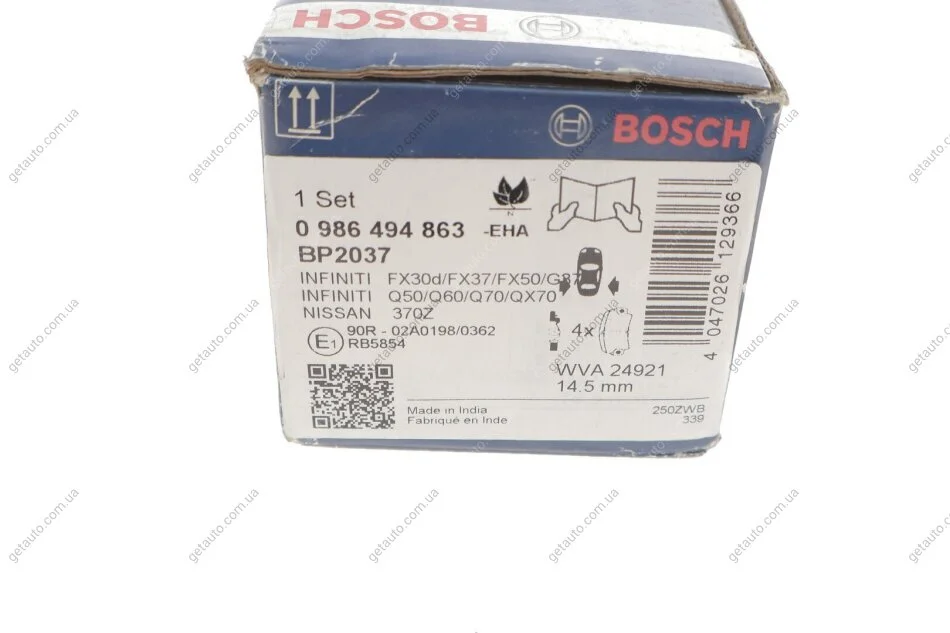 BOSCH
BOSCH
1 Set
0 986 494 863 -EHA
N
BP2037
INFINITI FX30d/FX37/FX50/G37
INFINITI Q50/Q60/Q70/QX70
NISSAN 370Z
E1 90R - 02A0198/0362
RB5854
4x
WVA 24921
14.5 mm
Made in India
Fabriqué en Inde
250ZWB
339
4 047026 129366
getauto.com.ua